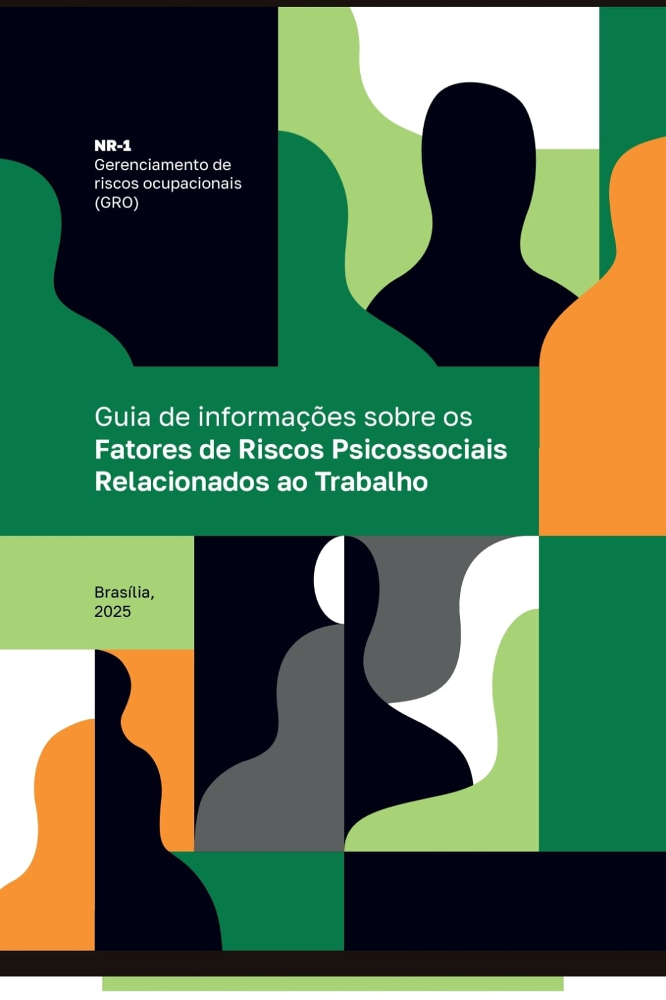 NR-1
Gerenciamento de
riscos ocupacionais
(GRO)
Guia de informações sobre os
Fatores de Riscos Psicossociais
Relacionados ao Trabalho
Brasília,
2025